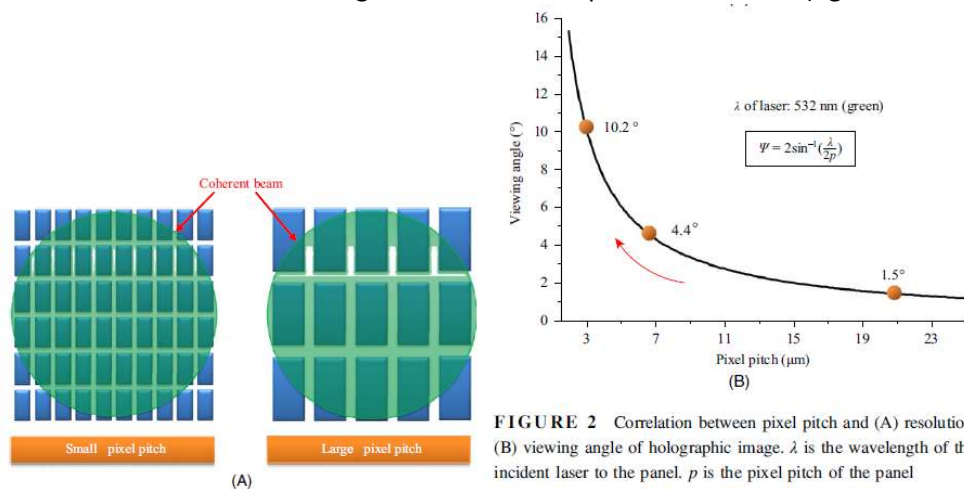 Coherent beam
Small pixel pitch
Large pixel pitch
(A)
16
14
12
10
8
6
4
2
0
Viewing angle (°)
10.2 °
4.4°
1.5°
λ of laser: 532 nm (green)
Ψ = 2sin⁻¹(λ/2p)
3 7 11 15 19 23
Pixel pitch (μm)
(B)
FIGURE 2 Correlation between pixel pitch and (A) resolutio
(B) viewing angle of holographic image. λ is the wavelength of th
incident laser to the panel. p is the pixel pitch of the panel